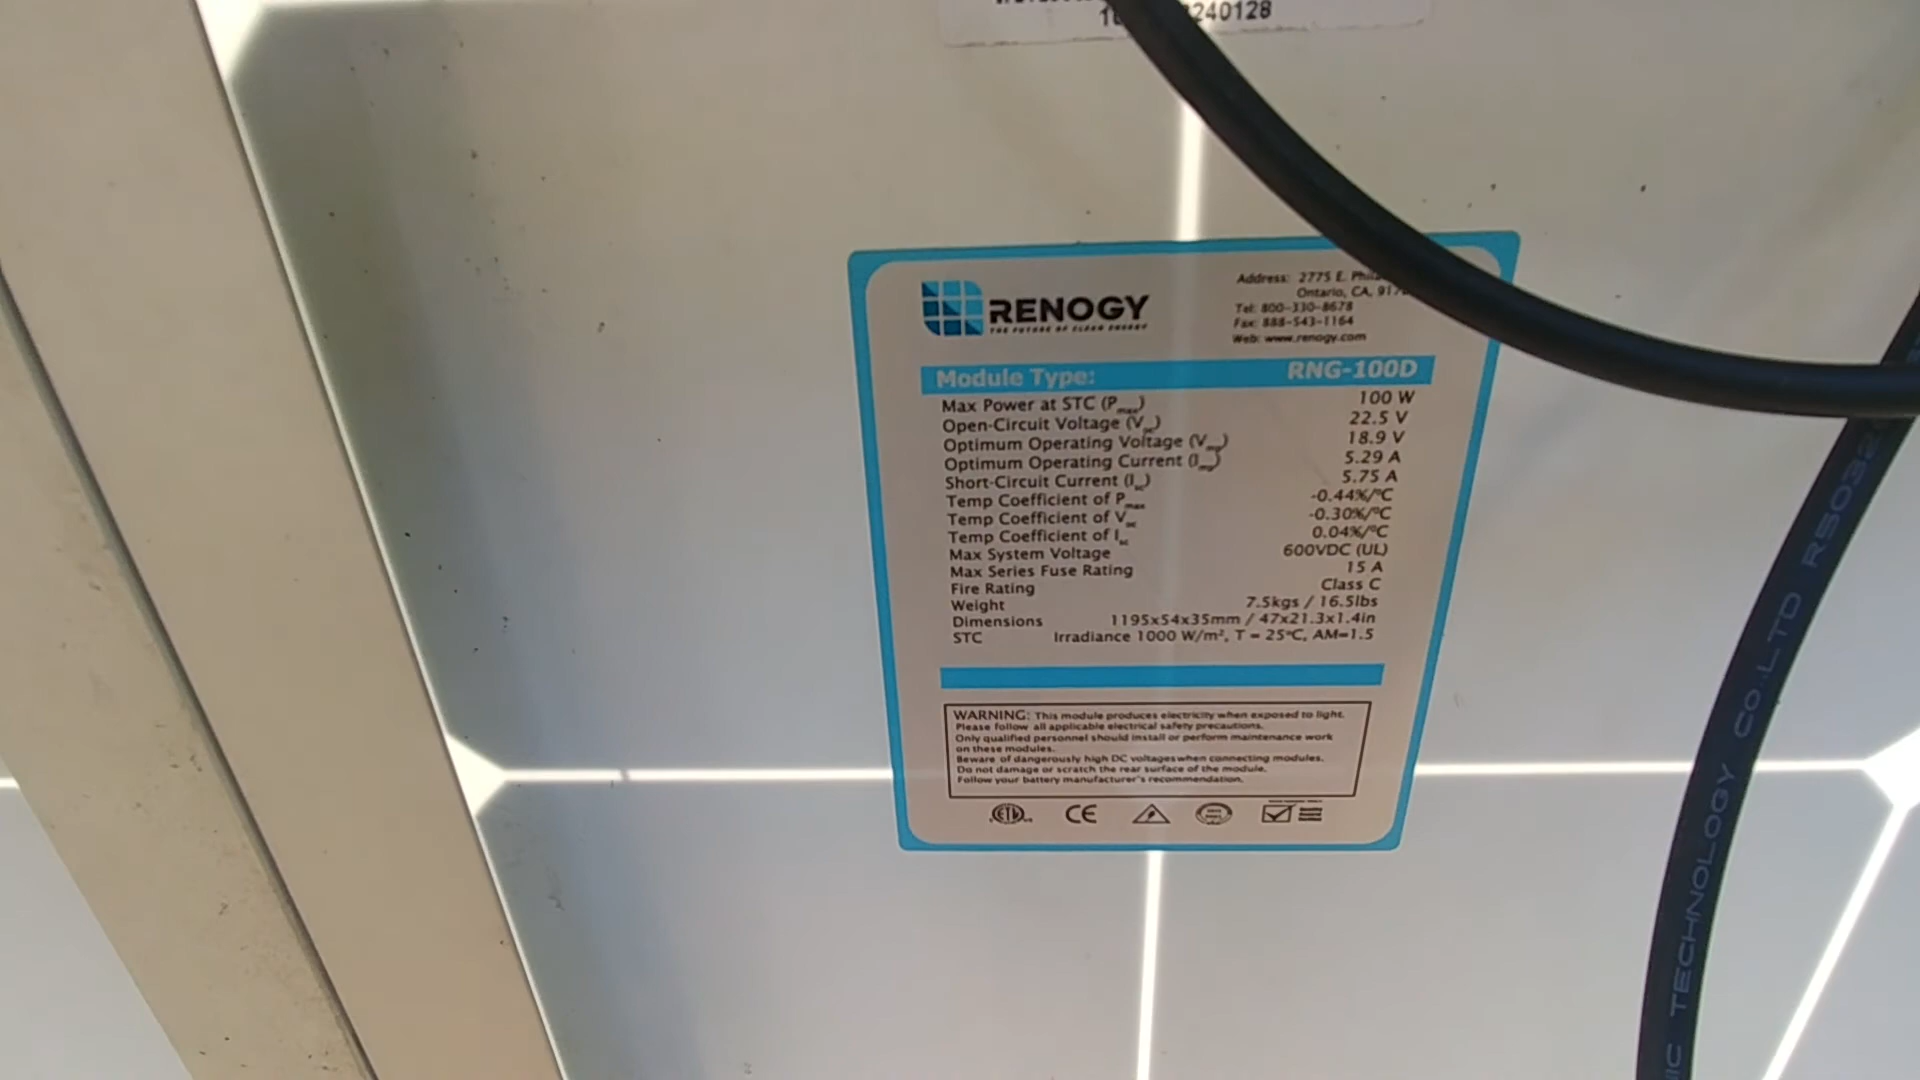 240128
RENOGY
THE FUTURE OF CLEAN ENERGY
Address: 2775 E.
Ontario, CA,
Tel: 800-330-8678
Fax: 888-543-1164
Web: www.renogy.com
Module Type: RNG-100D
Max Power at STC (Pmax) 100 W
Open-Circuit Voltage (Voc) 22.5 V
Optimum Operating Voltage (Vmp) 18.9 V
Optimum Operating Current (Imp) 5.29 A
Short-Circuit Current (Isc) 5.75 A
Temp Coefficient of Pmax -0.44%/°C
Temp Coefficient of Voc -0.30%/°C
Temp Coefficient of Isc 0.04%/°C
Max System Voltage 600VDC (UL)
Max Series Fuse Rating 15 A
Fire Rating Class C
Weight 7.5kgs / 16.5lbs
Dimensions 1195x54x35mm / 47x21.3x1.4in
STC Irradiance 1000 W/m², T = 25°C, AM=1.5
WARNING: This module produces electricity when exposed to light.
Please follow all applicable electrical safety precautions.
Only qualified personnel should install or perform maintenance work
on these modules.
Beware of dangerously high DC voltages when connecting modules.
Do not damage or scratch the rear surface of the module.
Follow your battery manufacturer's recommendation.
ETL CE
TECHNOLOGY CO.,LTD R5032